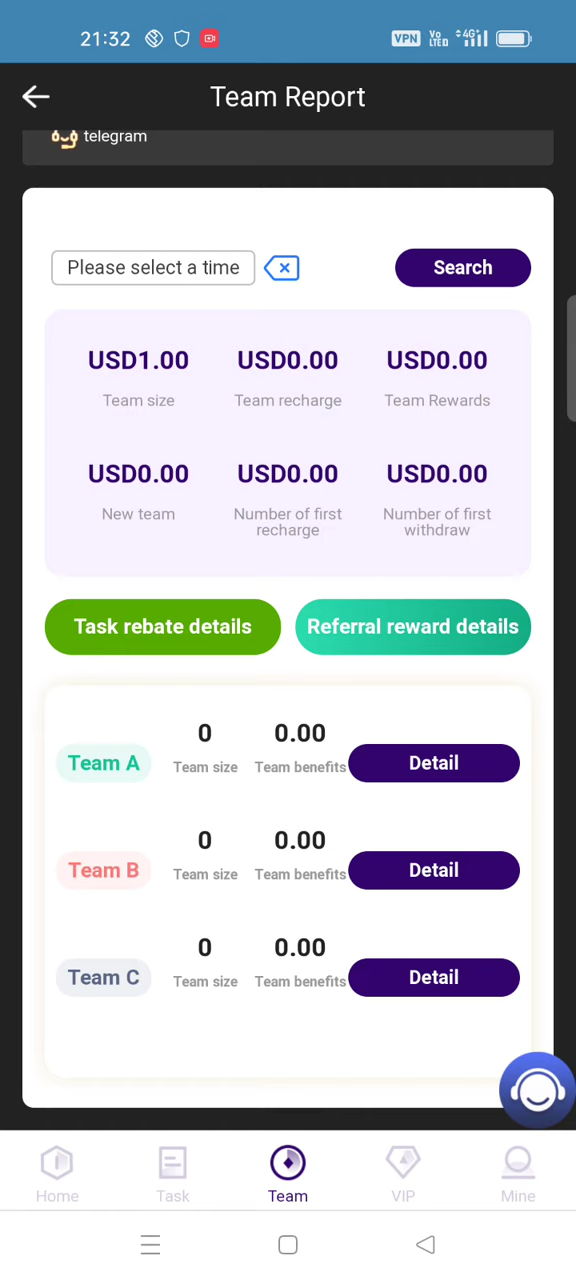 21:32
VPN
Vo
LTED
4G+
Team Report
telegram
Please select a time
Search
USD1.00 USD0.00 USD0.00
Team size Team recharge Team Rewards
USD0.00 USD0.00 USD0.00
New team Number of first Number of first
recharge withdraw
Task rebate details Referral reward details
0 0.00
Team A Team size Team benefits Detail
0 0.00
Team B Team size Team benefits Detail
0 0.00
Team C Team size Team benefits Detail
Home Task Team VIP Mine